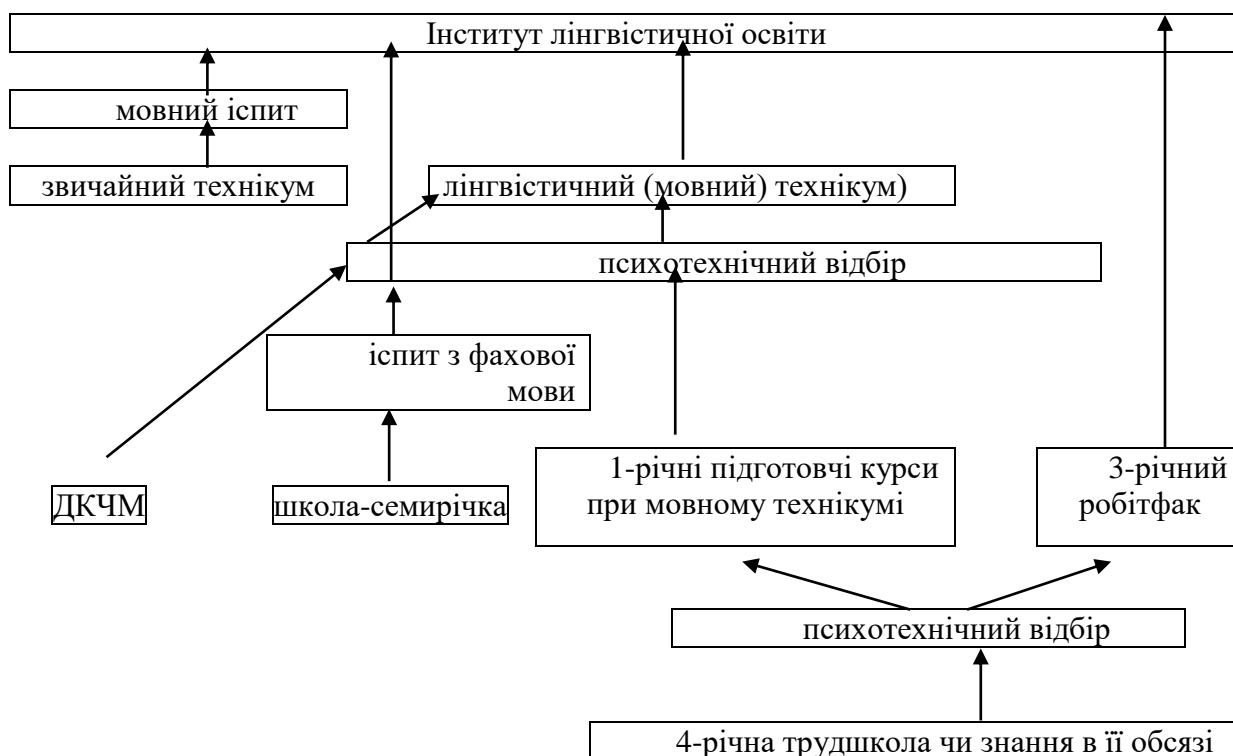 Інститут лінгвістичної освіти
мовний іспит
звичайний технікум
лінгвістичний (мовний) технікум)
психотехнічний відбір
іспит з фахової
мови
ДКЧМ
школа-семирічка
1-річні підготовчі курси
при мовному технікумі
3-річний
робітфак
психотехнічний відбір
4-річна трудшкола чи знання в її обсязі